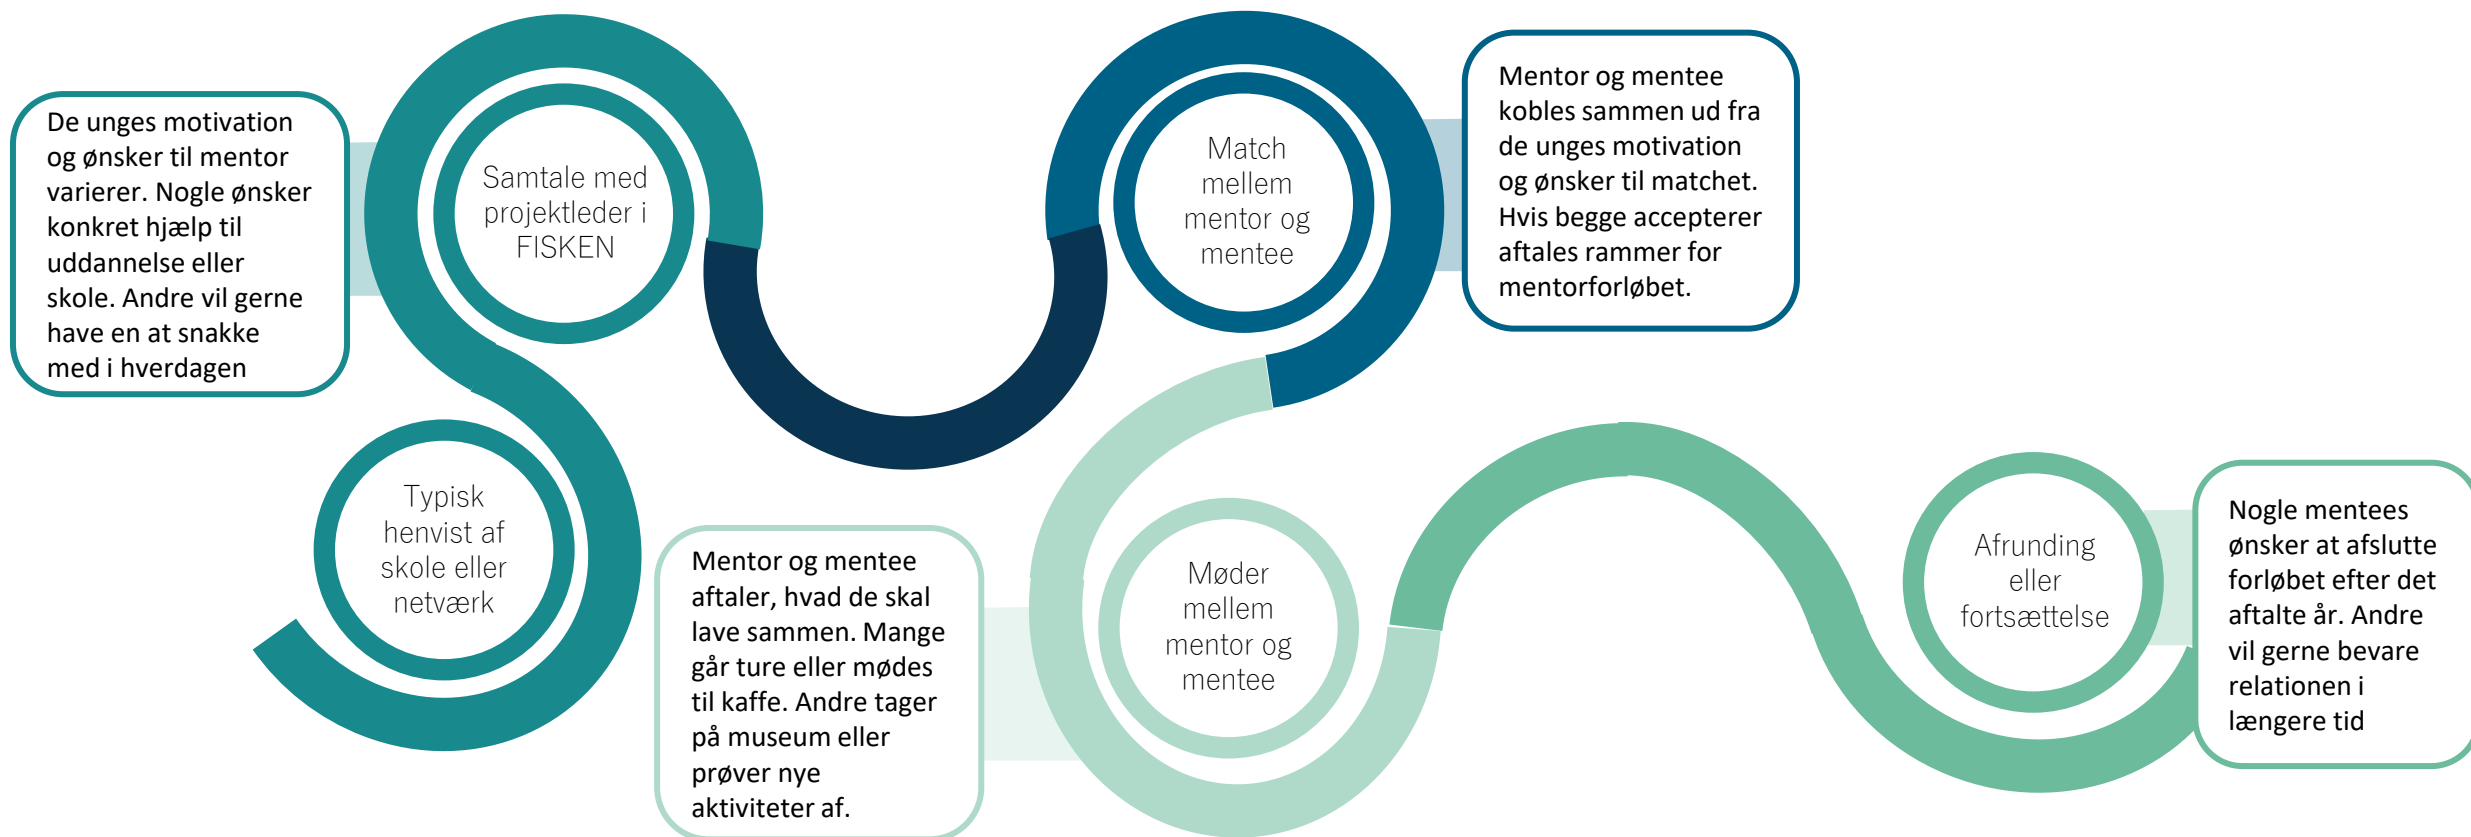 De unges motivation
og ønsker til mentor
varierer. Nogle ønsker
konkret hjælp til
uddannelse eller
skole. Andre vil gerne
have en at snakke
med i hverdagen
Samtale med
projektleder i
FISKEN
Match
mellem
mentor og
mentee
Mentor og mentee
kobles sammen ud fra
de unges motivation
og ønsker til matchet.
Hvis begge accepterer
aftales rammer for
mentorforløbet.
Typisk
henvist af
skole eller
netværk
Mentor og mentee
aftaler, hvad de skal
lave sammen. Mange
går ture eller mødes
til kaffe. Andre tager
på museum eller
prøver nye
aktiviteter af.
Møder
mellem
mentor og
mentee
Afrunding
eller
fortsættelse
Nogle mentees
ønsker at afslutte
forløbet efter det
aftalte år. Andre
vil gerne bevare
relationen i
længere tid